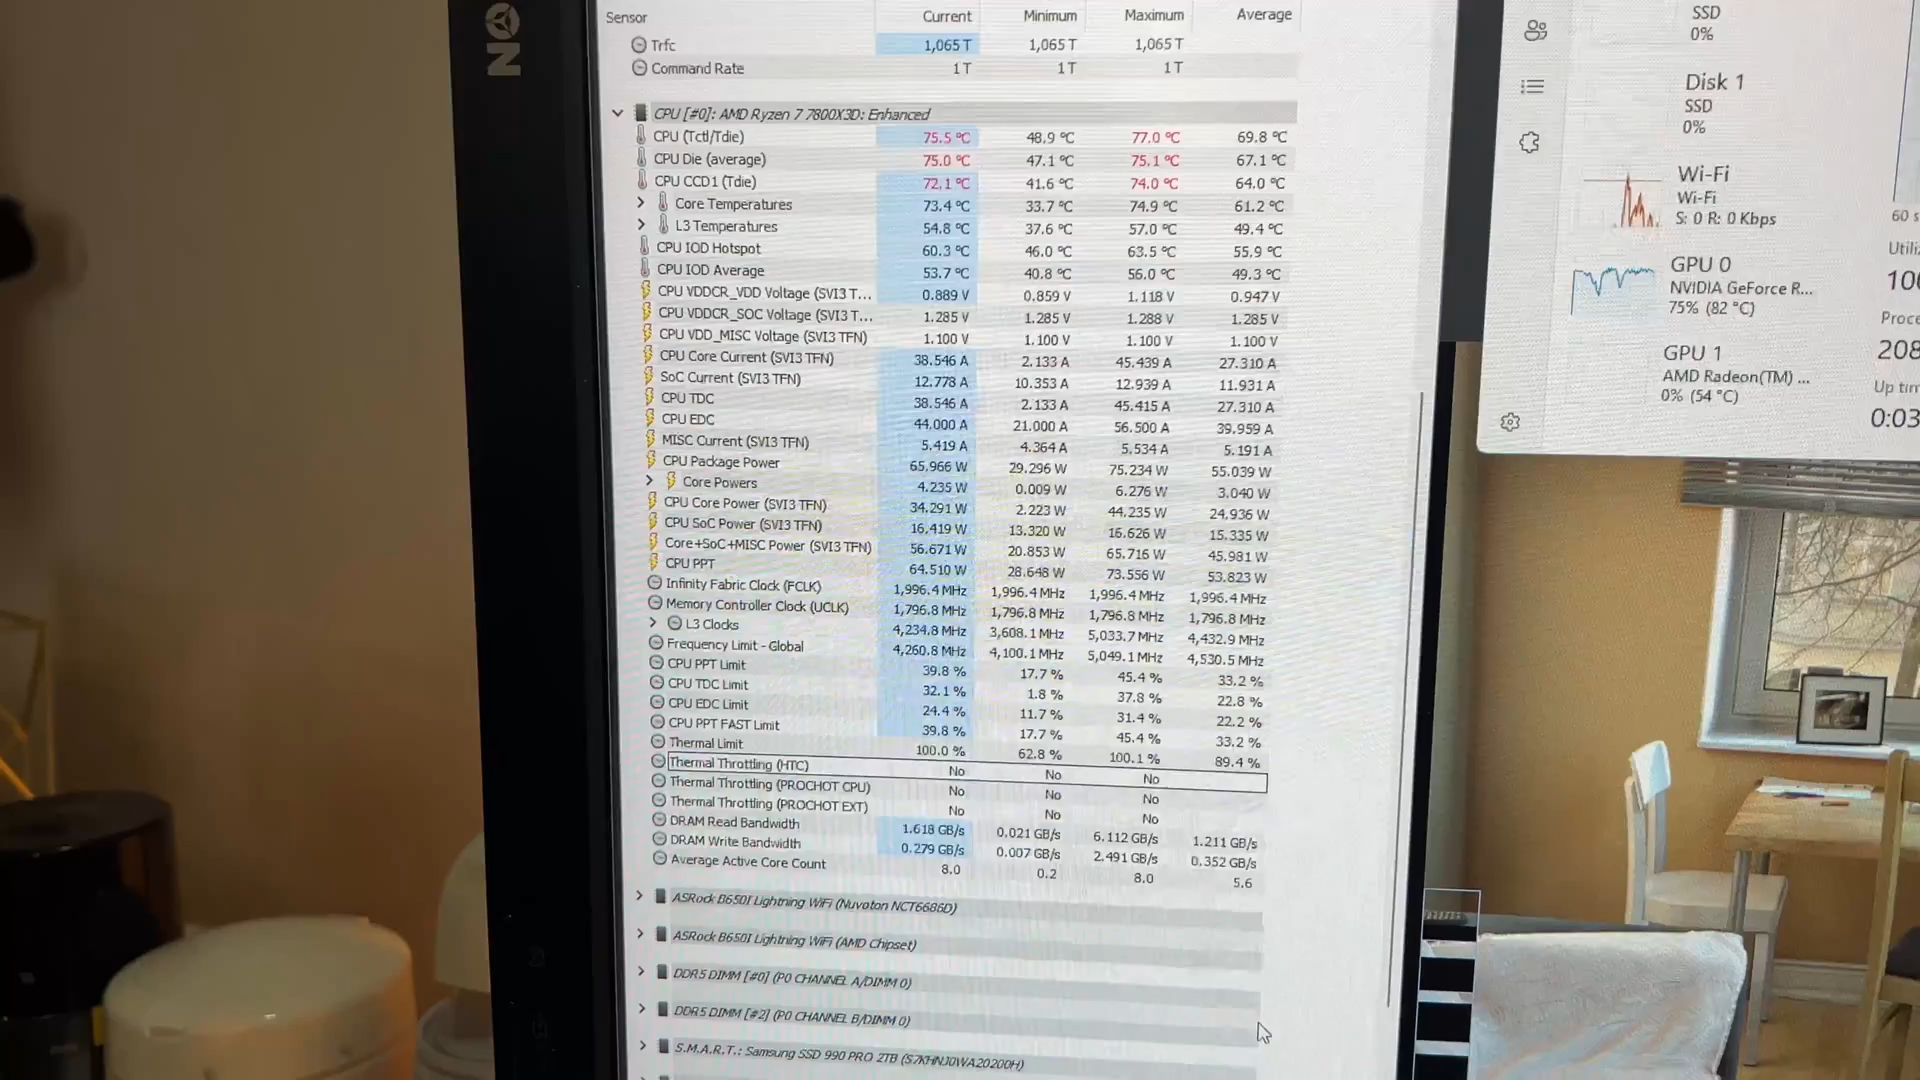 Sensor Current Minimum Maximum Average
Trfc 1,065 T 1,065 T 1,065 T
Command Rate 1 T 1 T 1 T
CPU [#0]: AMD Ryzen 7 7800X3D: Enhanced
CPU (Tctl/Tdie) 75.5 °C 48.9 °C 77.0 °C 69.8 °C
CPU Die (average) 75.0 °C 47.1 °C 75.1 °C 67.1 °C
CPU CCD1 (Tdie) 72.1 °C 41.6 °C 74.0 °C 64.0 °C
Core Temperatures 73.4 °C 33.7 °C 74.9 °C 61.2 °C
L3 Temperatures 54.8 °C 37.6 °C 57.0 °C 49.4 °C
CPU IOD Hotspot 60.3 °C 46.0 °C 63.5 °C 55.9 °C
CPU IOD Average 53.7 °C 40.8 °C 56.0 °C 49.3 °C
CPU VDDCR_VDD Voltage (SVI3 T... 0.889 V 0.859 V 1.118 V 0.947 V
CPU VDDCR_SOC Voltage (SVI3 T... 1.285 V 1.285 V 1.288 V 1.285 V
CPU VDD_MISC Voltage (SVI3 TFN) 1.100 V 1.100 V 1.100 V 1.100 V
CPU Core Current (SVI3 TFN) 38.546 A 2.133 A 45.439 A 27.310 A
SoC Current (SVI3 TFN) 12.778 A 10.353 A 12.939 A 11.931 A
CPU TDC 38.546 A 2.133 A 45.415 A 27.310 A
CPU EDC 44.000 A 21.000 A 56.500 A 39.959 A
MISC Current (SVI3 TFN) 5.419 A 4.364 A 5.534 A 5.191 A
CPU Package Power 65.966 W 29.296 W 75.234 W 55.039 W
Core Powers 4.235 W 0.009 W 6.276 W 3.040 W
CPU Core Power (SVI3 TFN) 34.291 W 2.223 W 44.235 W 24.936 W
CPU SoC Power (SVI3 TFN) 16.419 W 13.320 W 16.626 W 15.335 W
Core+SoC+MISC Power (SVI3 TFN) 56.671 W 20.853 W 65.716 W 45.981 W
CPU PPT 64.510 W 28.648 W 73.556 W 53.823 W
Infinity Fabric Clock (FCLK) 1,996.4 MHz 1,996.4 MHz 1,996.4 MHz 1,996.4 MHz
Memory Controller Clock (UCLK) 1,796.8 MHz 1,796.8 MHz 1,796.8 MHz 1,796.8 MHz
L3 Clocks 4,234.8 MHz 3,608.1 MHz 5,033.7 MHz 4,432.9 MHz
Frequency Limit - Global 4,260.8 MHz 4,100.1 MHz 5,049.1 MHz 4,530.5 MHz
CPU PPT Limit 39.8 % 17.7 % 45.4 % 33.2 %
CPU TDC Limit 32.1 % 1.8 % 37.8 % 22.8 %
CPU EDC Limit 24.4 % 11.7 % 31.4 % 22.2 %
CPU PPT FAST Limit 39.8 % 17.7 % 45.4 % 33.2 %
Thermal Limit 100.0 % 62.8 % 100.1 % 89.4 %
Thermal Throttling (HTC) No No No
Thermal Throttling (PROCHOT CPU) No No No
Thermal Throttling (PROCHOT EXT) No No No
DRAM Read Bandwidth 1.618 GB/s 0.021 GB/s 6.112 GB/s 1.211 GB/s
DRAM Write Bandwidth 0.279 GB/s 0.007 GB/s 2.491 GB/s 0.352 GB/s
Average Active Core Count 8.0 0.2 8.0 5.6
ASRock B650I Lightning WiFi (Nuvoton NCT6686D)
ASRock B650I Lightning WiFi (AMD Chipset)
DDR5 DIMM [#0] (P0 CHANNEL A/DIMM 0)
DDR5 DIMM [#2] (P0 CHANNEL B/DIMM 0)
S.M.A.R.T.: Samsung SSD 990 PRO 2TB (S7KHNJ0WA20200H)
SSD
0%
Disk 1
SSD
0%
Wi-Fi
Wi-Fi
S: 0 R: 0 Kbps
GPU 0
NVIDIA GeForce R...
75% (82 °C)
GPU 1
AMD Radeon(TM) ...
0% (54 °C)
60 s
Utiliz
100
Proce
208
Up tim
0:03